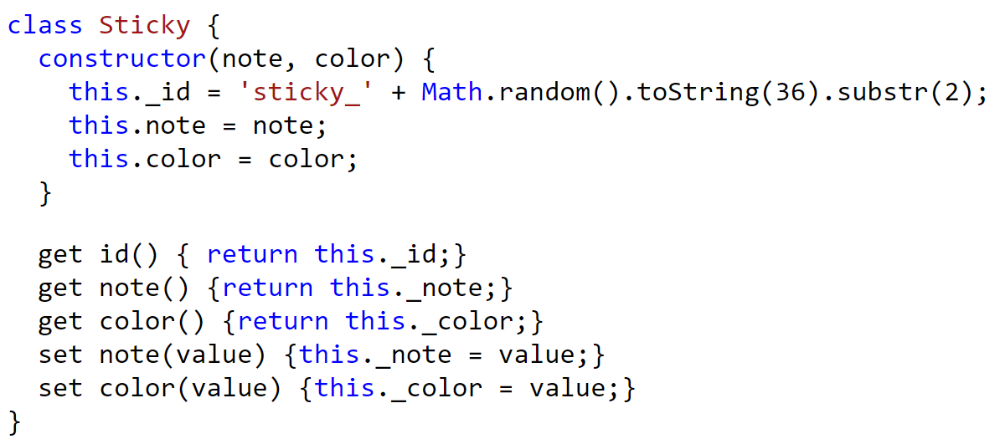 class Sticky {
  constructor(note, color) {
    this._id = 'sticky_' + Math.random().toString(36).substr(2);
    this.note = note;
    this.color = color;
  }

  get id() { return this._id;}
  get note() {return this._note;}
  get color() {return this._color;}
  set note(value) {this._note = value;}
  set color(value) {this._color = value;}
}